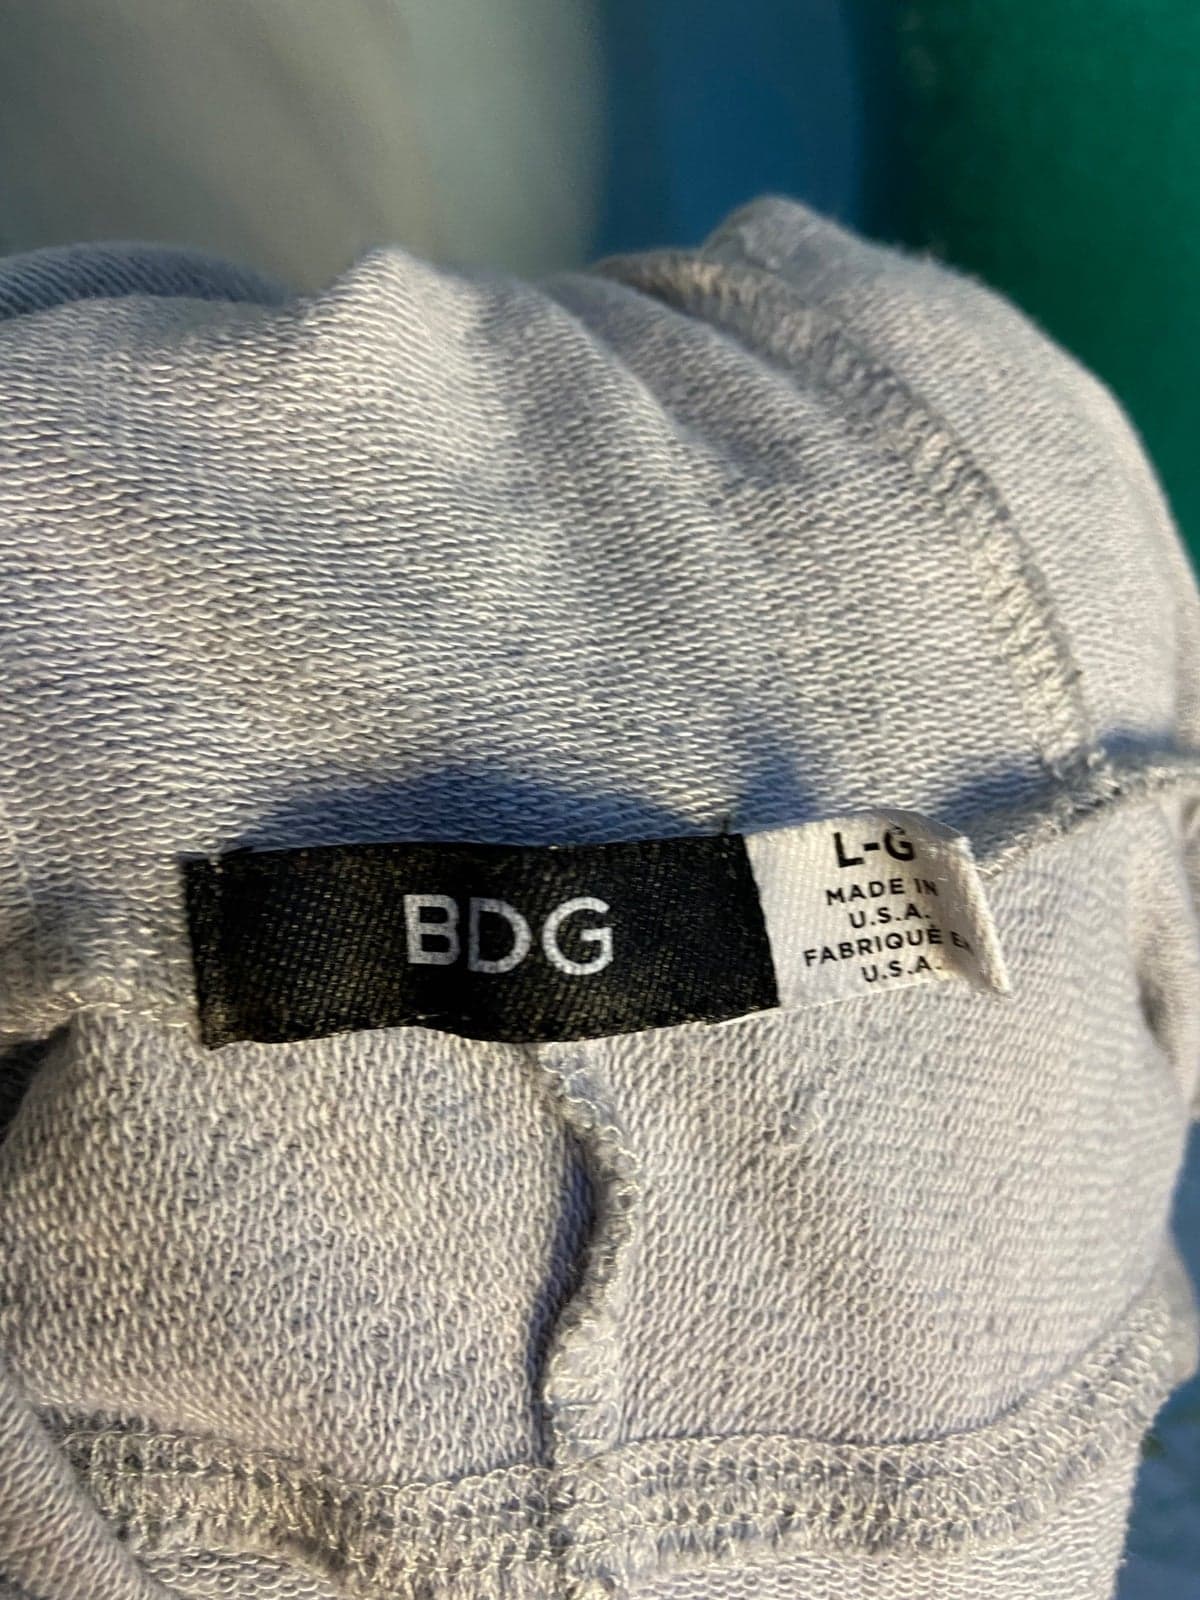 BDG
L-G
MADE IN
U.S.A.
FABRIQUÉ EN
U.S.A.